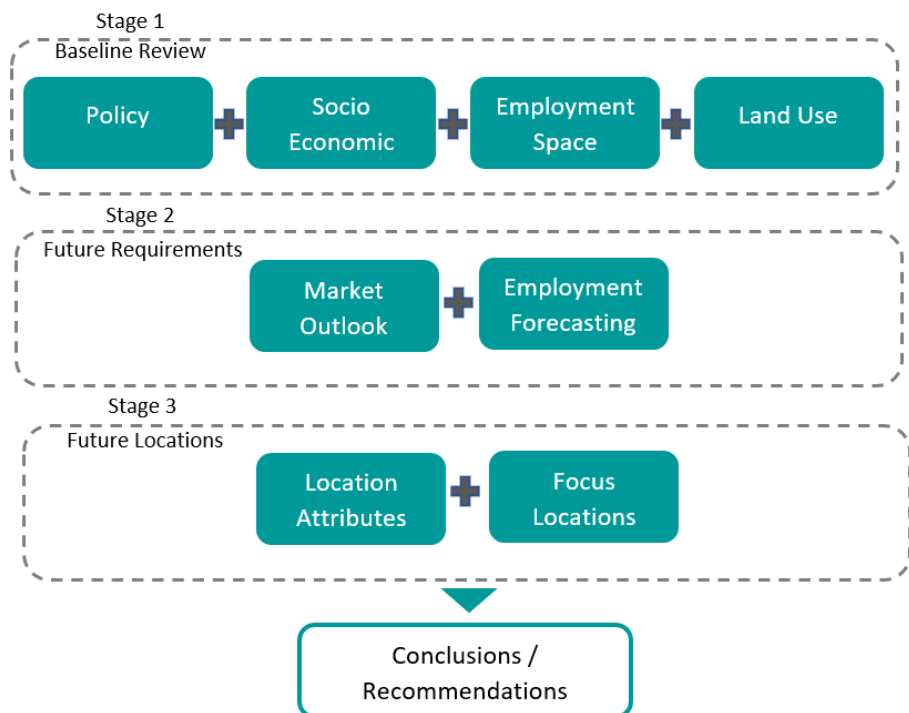 Stage 1
Baseline Review
Policy
Socio
Economic
Employment
Space
Land Use
Stage 2
Future Requirements
Market
Outlook
Employment
Forecasting
Stage 3
Future Locations
Location
Attributes
Focus
Locations
Conclusions /
Recommendations